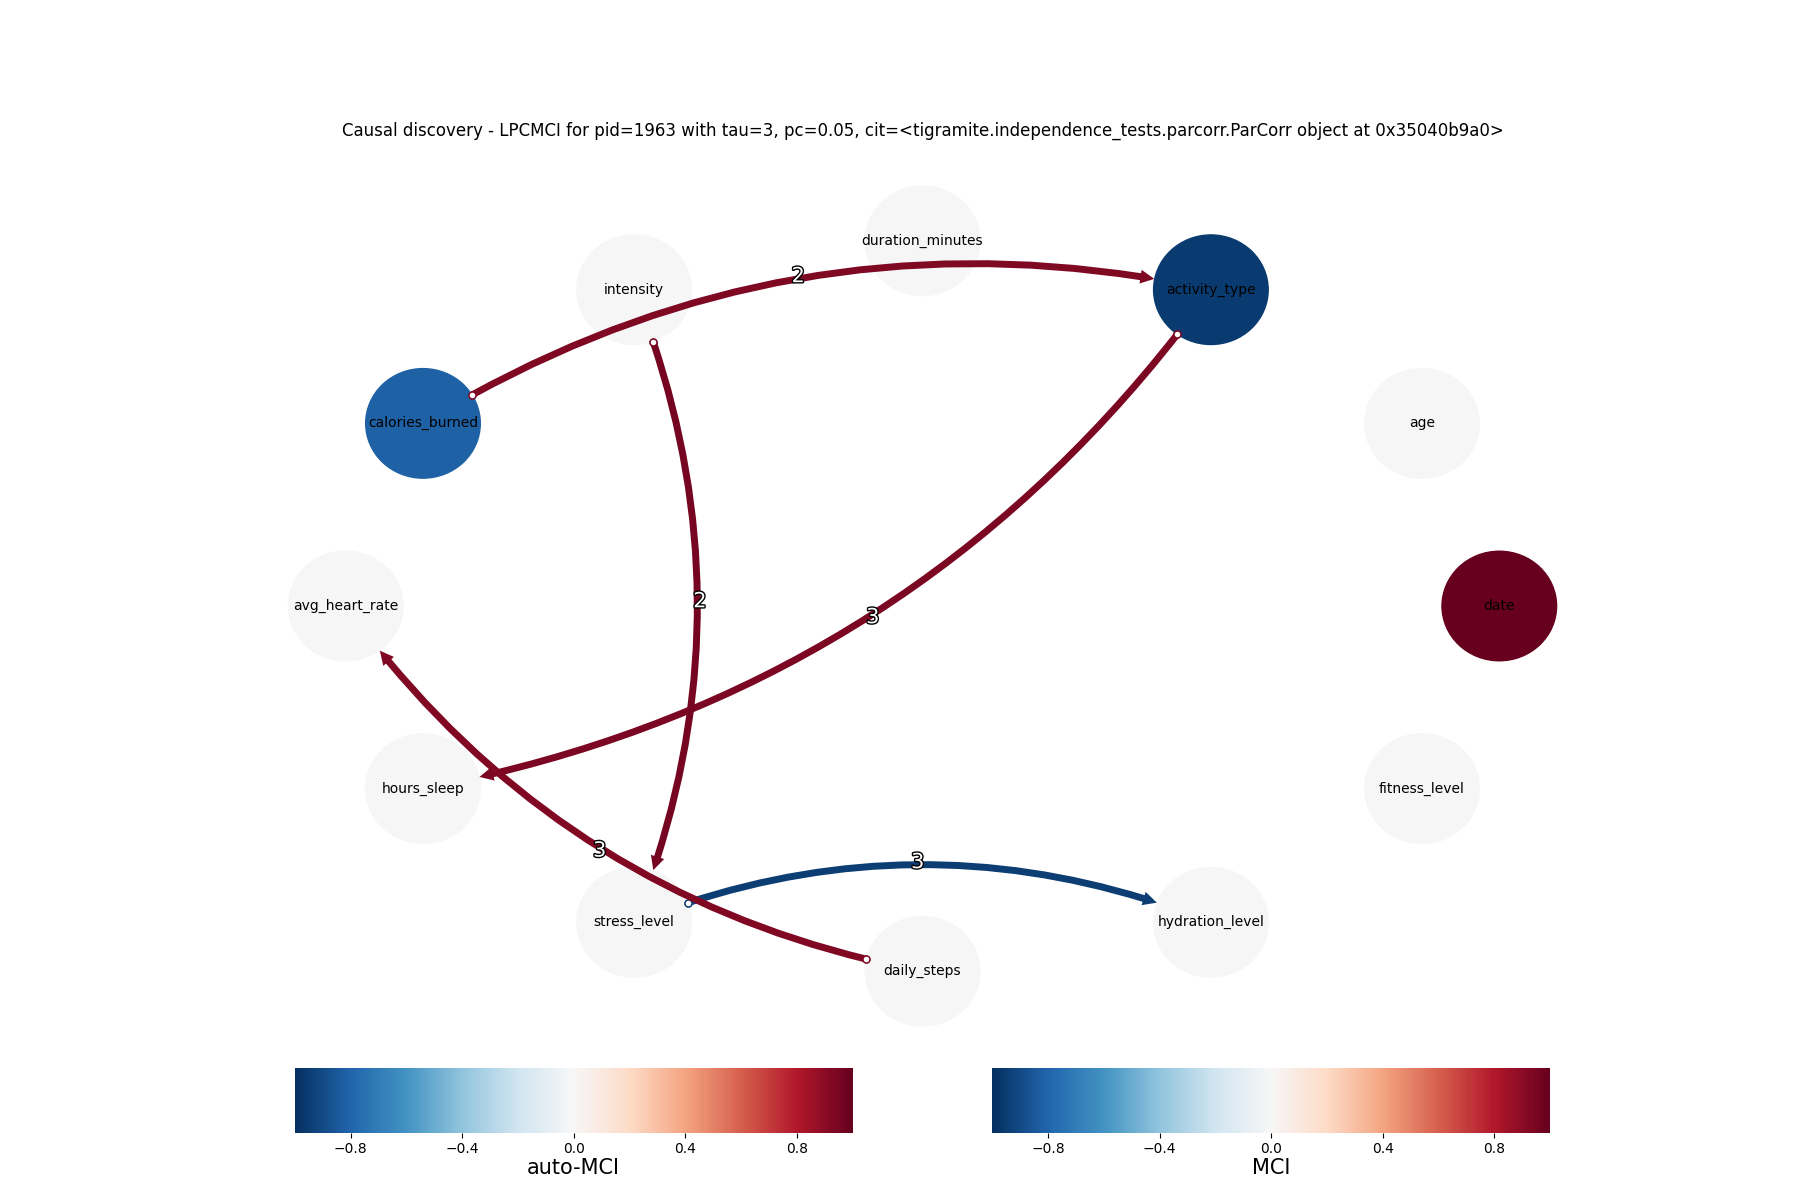 Causal discovery - LPCMCI for pid=1963 with tau=3, pc=0.05, cit=<tigramite.independence_tests.parcorr.ParCorr object at 0x35040b9a0>
duration_minutes
intensity
activity_type
2
calories_burned
age
2
avg_heart_rate
date
3
hours_sleep
fitness_level
3
3
stress_level
hydration_level
daily_steps
−0.8 −0.4 0.0 0.4 0.8
auto-MCI
−0.8 −0.4 0.0 0.4 0.8
MCI